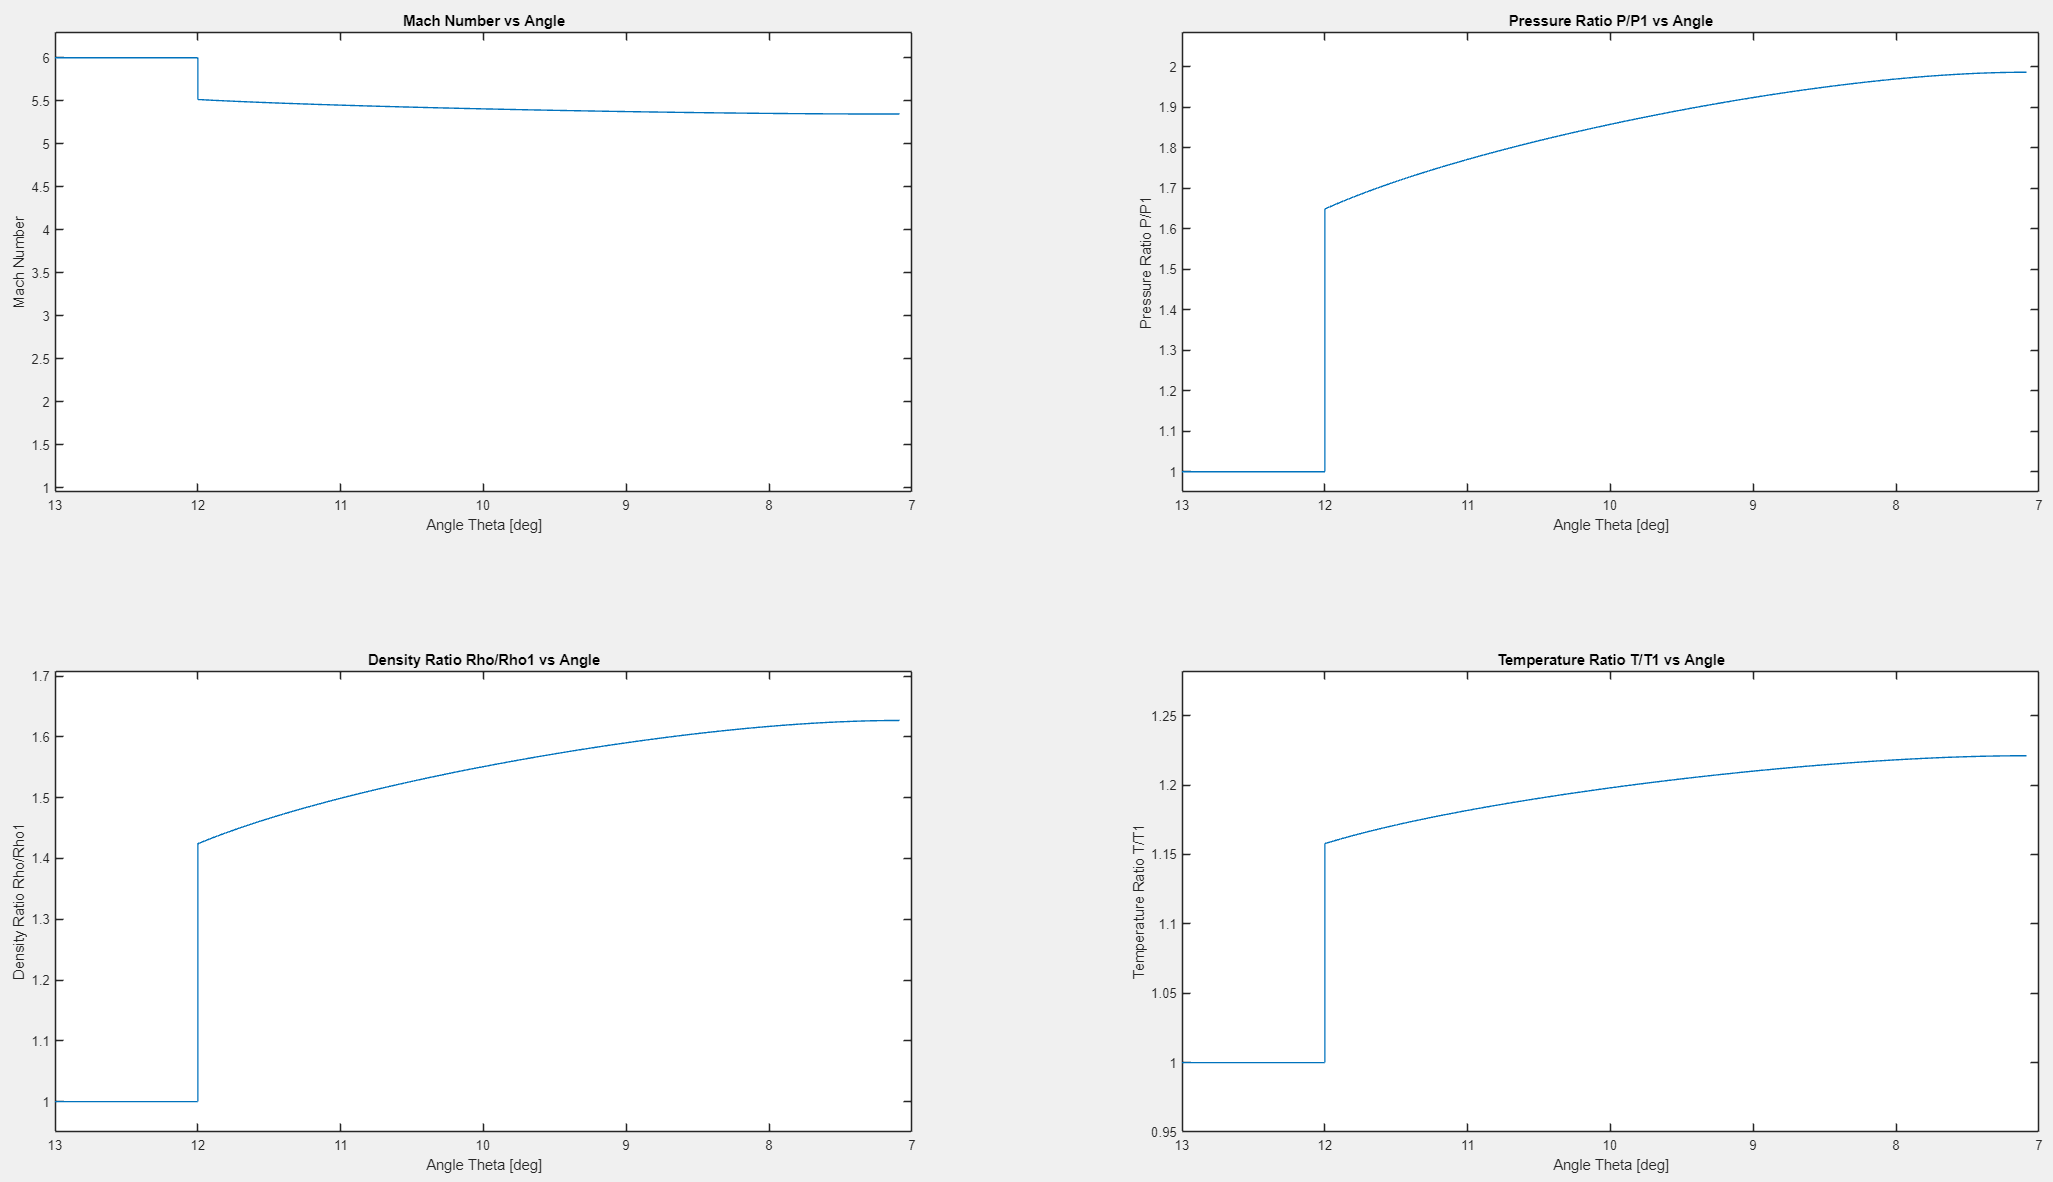 Mach Number vs Angle
6
5.5
5
4.5
4
3.5
3
2.5
2
1.5
1
Mach Number
13 12 11 10 9 8 7
Angle Theta [deg]
Pressure Ratio P/P1 vs Angle
2
1.9
1.8
1.7
1.6
1.5
1.4
1.3
1.2
1.1
1
Pressure Ratio P/P1
13 12 11 10 9 8 7
Angle Theta [deg]
Density Ratio Rho/Rho1 vs Angle
1.7
1.6
1.5
1.4
1.3
1.2
1.1
1
Density Ratio Rho/Rho1
13 12 11 10 9 8 7
Angle Theta [deg]
Temperature Ratio T/T1 vs Angle
1.25
1.2
1.15
1.1
1.05
1
0.95
Temperature Ratio T/T1
13 12 11 10 9 8 7
Angle Theta [deg]